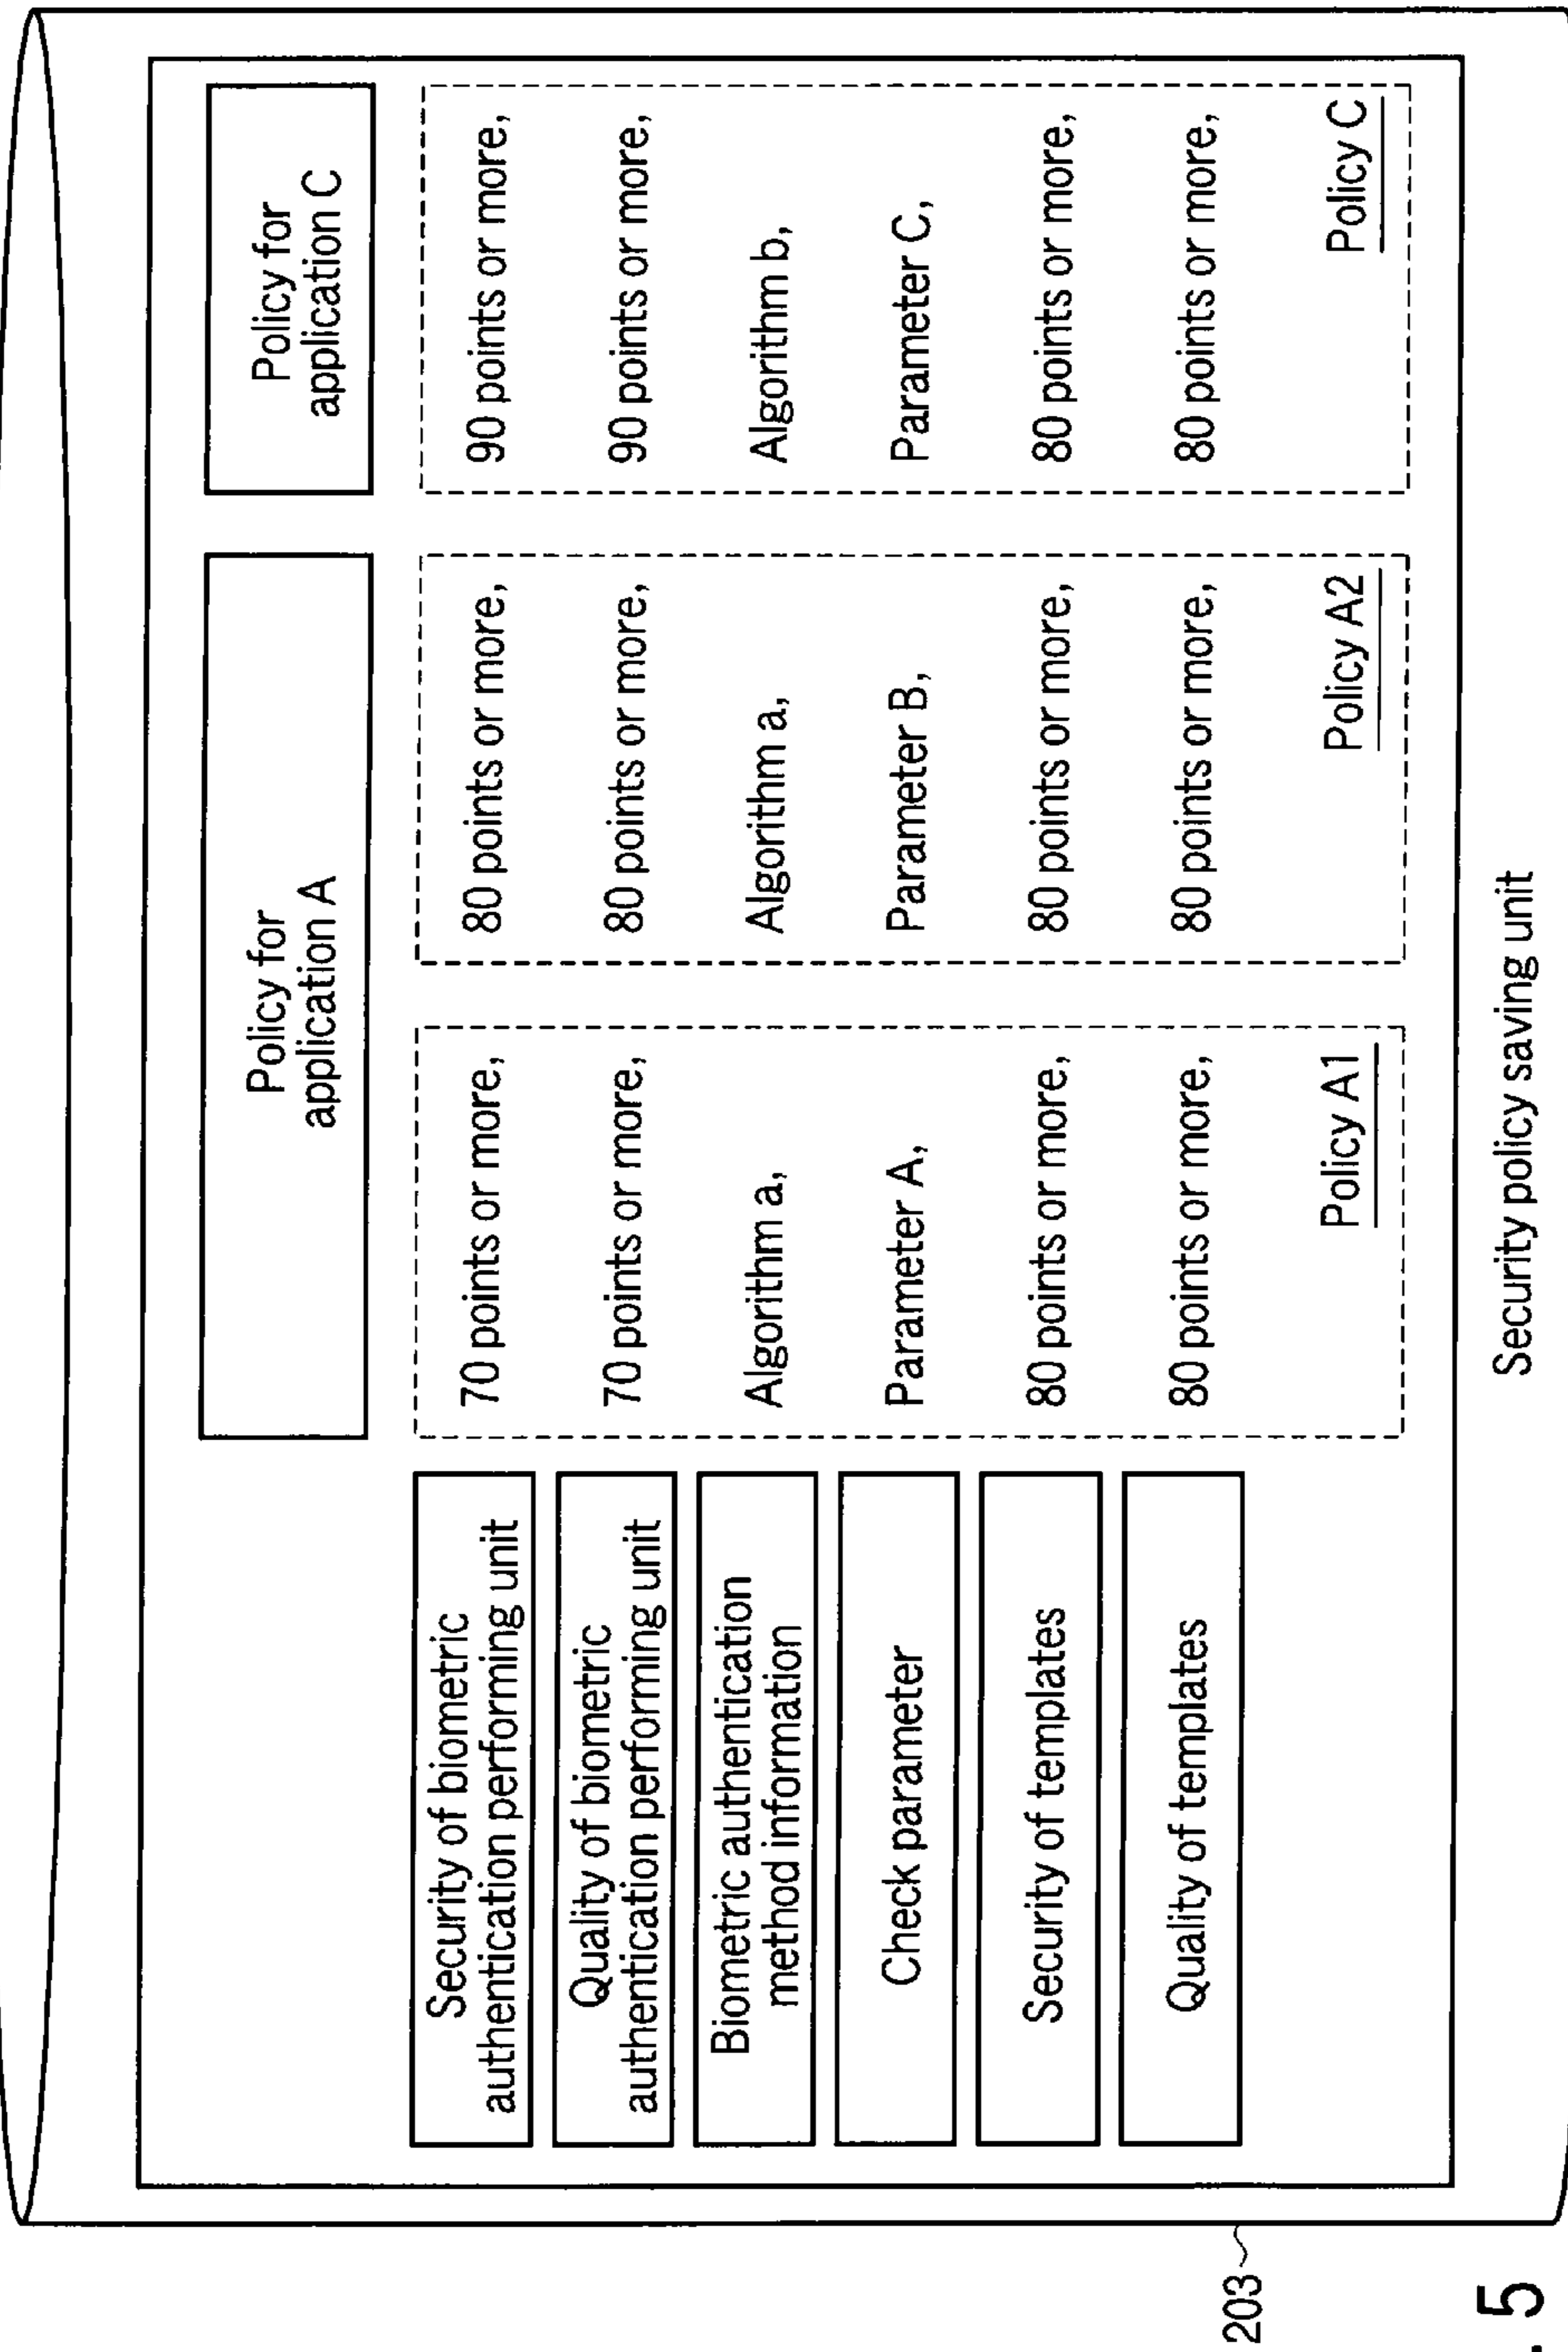 Policy for
application A
Policy for
application C
Security of biometric
authentication performing unit
70 points or more,
80 points or more,
90 points or more,
Quality of biometric
authentication performing unit
70 points or more,
80 points or more,
90 points or more,
Biometric authentication
method information
Algorithm a,
Algorithm a,
Algorithm b,
Check parameter
Parameter A,
Parameter B,
Parameter C,
Security of templates
80 points or more,
80 points or more,
80 points or more,
Quality of templates
80 points or more,
80 points or more,
80 points or more,
Policy A1
Policy A2
Policy C
203
Security policy saving unit
. 5